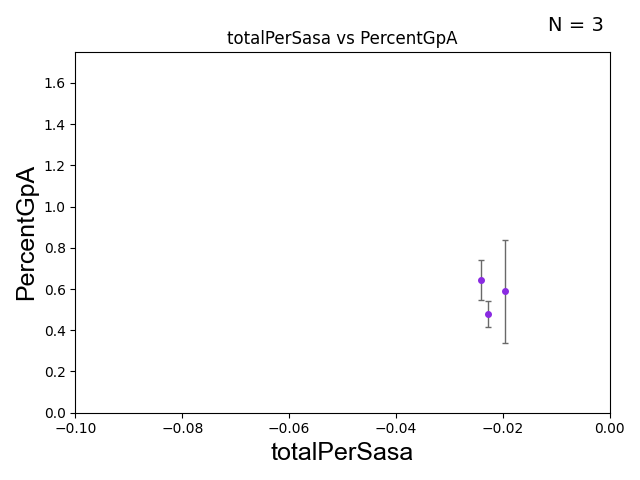 N = 3
totalPerSasa vs PercentGpA
PercentGpA
1.6
1.4
1.2
1.0
0.8
0.6
0.4
0.2
0.0
−0.10 −0.08 −0.06 −0.04 −0.02 0.00
totalPerSasa